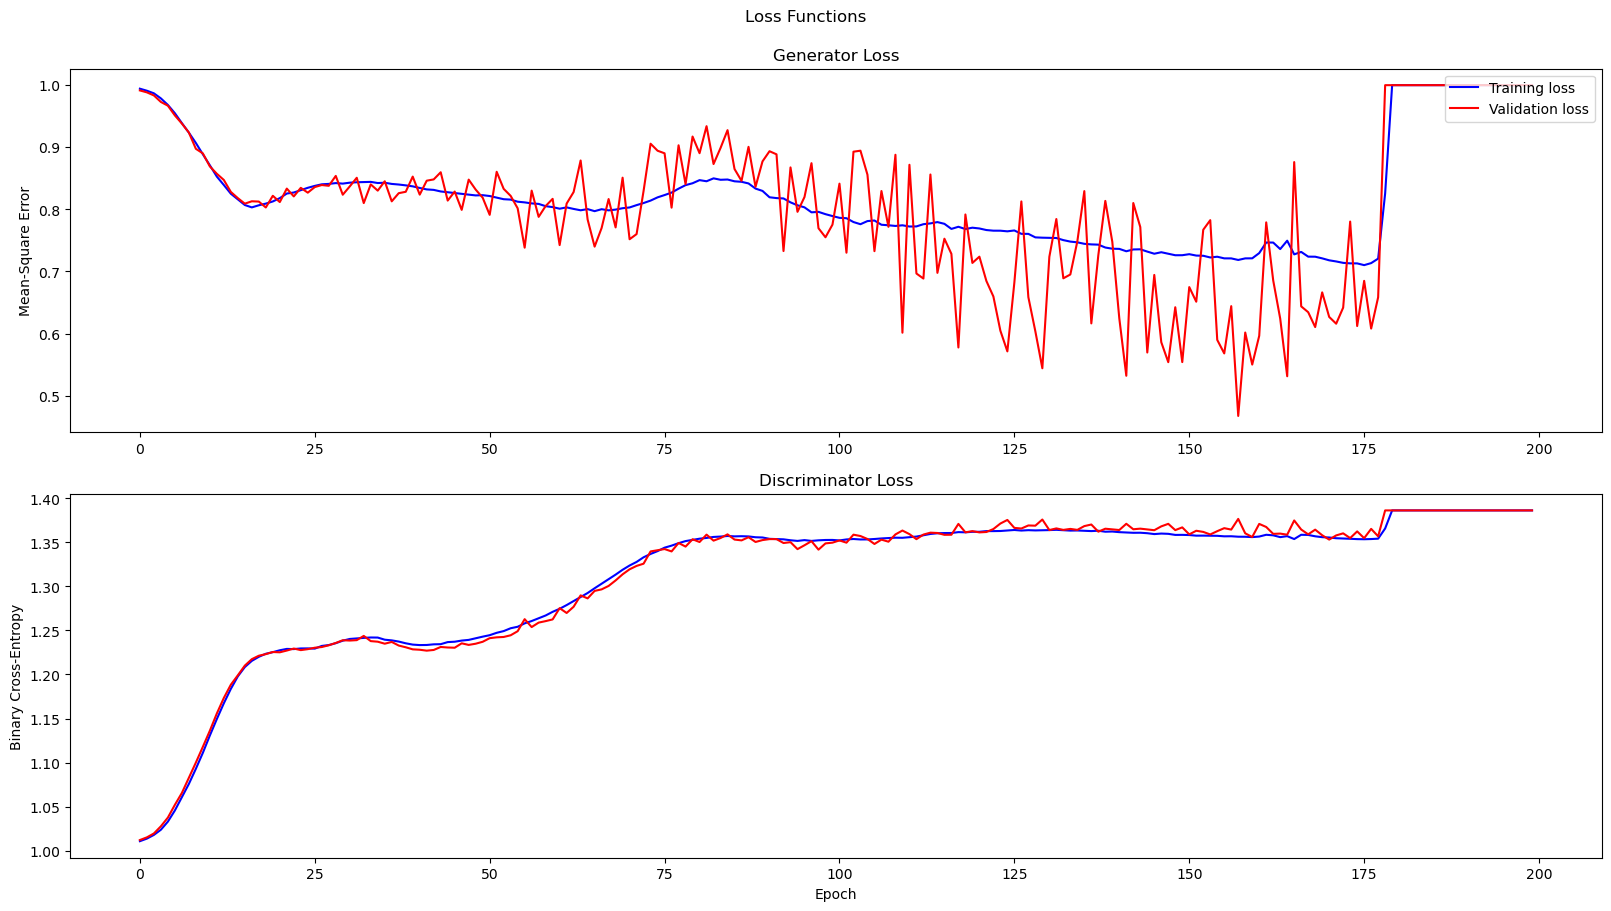 Loss Functions
Generator Loss
Mean-Square Error
1.0
0.9
0.8
0.7
0.6
0.5
Training loss
Validation loss
0 25 50 75 100 125 150 175 200
Discriminator Loss
Binary Cross-Entropy
1.40
1.35
1.30
1.25
1.20
1.15
1.10
1.05
1.00
0 25 50 75 100 125 150 175 200
Epoch